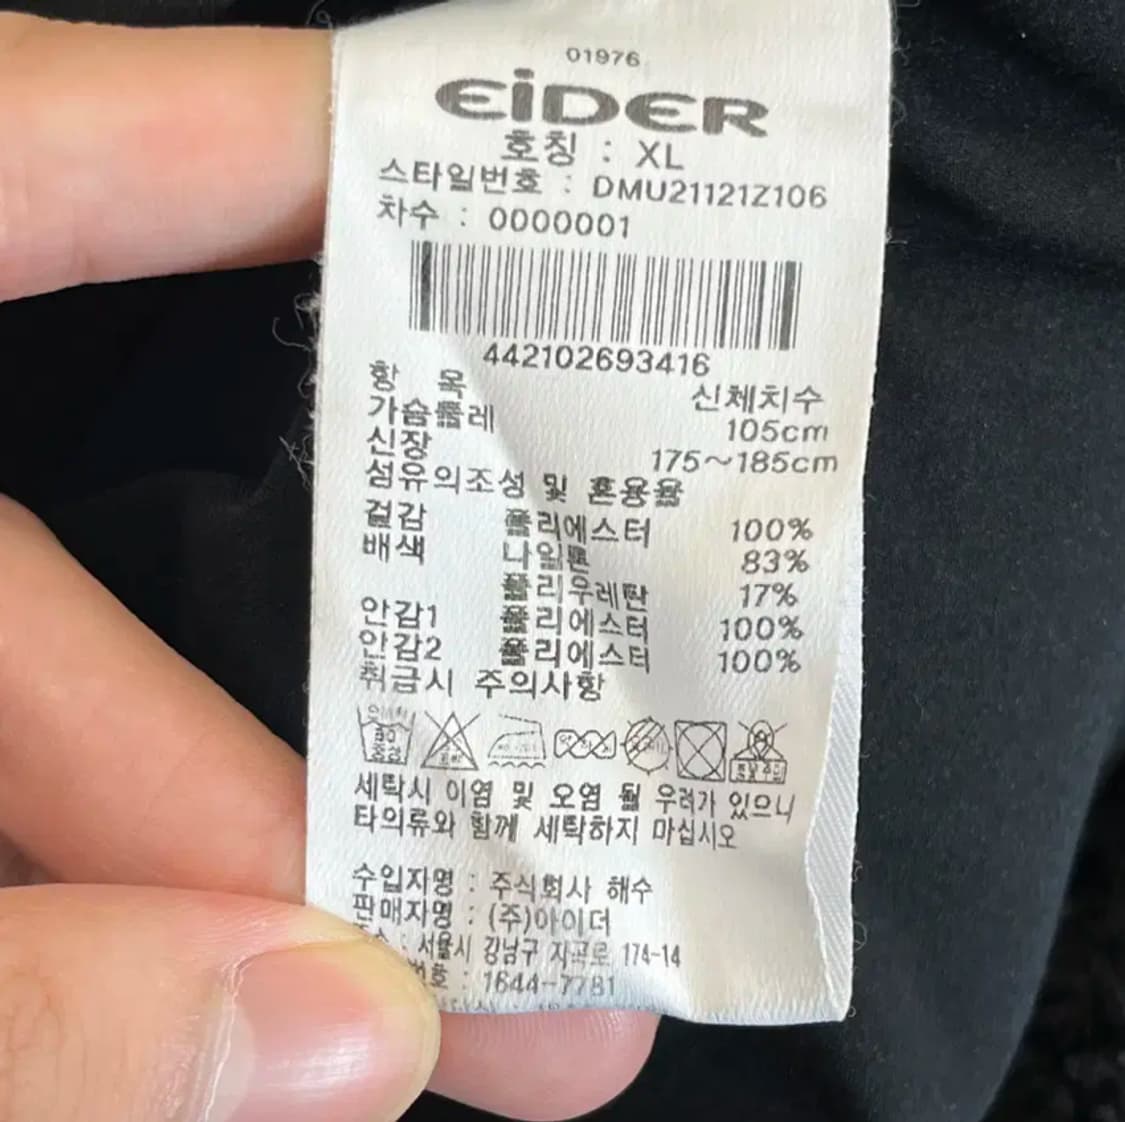 01976
EiDER
호칭 : XL
스타일번호 : DMU21121Z106
차수 : 0000001
442102693416
항 목 신체치수
가슴둘레 105cm
신장 175~185cm
섬유의조성 및 혼용율
겉감 폴리에스터 100%
배색 나일론 83%
폴리우레탄 17%
안감1 폴리에스터 100%
안감2 폴리에스터 100%
취급시 주의사항
세탁시 이염 및 오염 될 우려가 있으니
타의류와 함께 세탁하지 마십시오
수입자명 : 주식회사 해수
판매자명 : (주)아이더
: 서울시 강남구 자곡로 174-14
번호 : 1644-7781